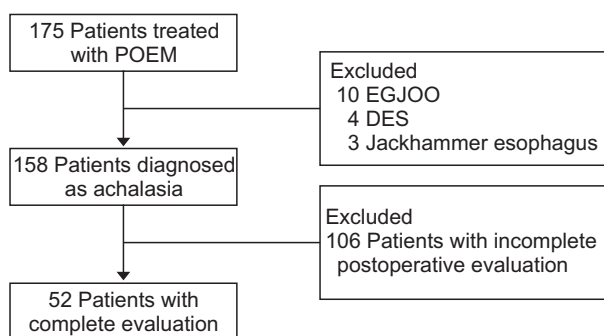 175 Patients treated
with POEM
Excluded
10 EGJOO
4 DES
3 Jackhammer esophagus
158 Patients diagnosed
as achalasia
Excluded
106 Patients with incomplete
postoperative evaluation
52 Patients with
complete evaluation